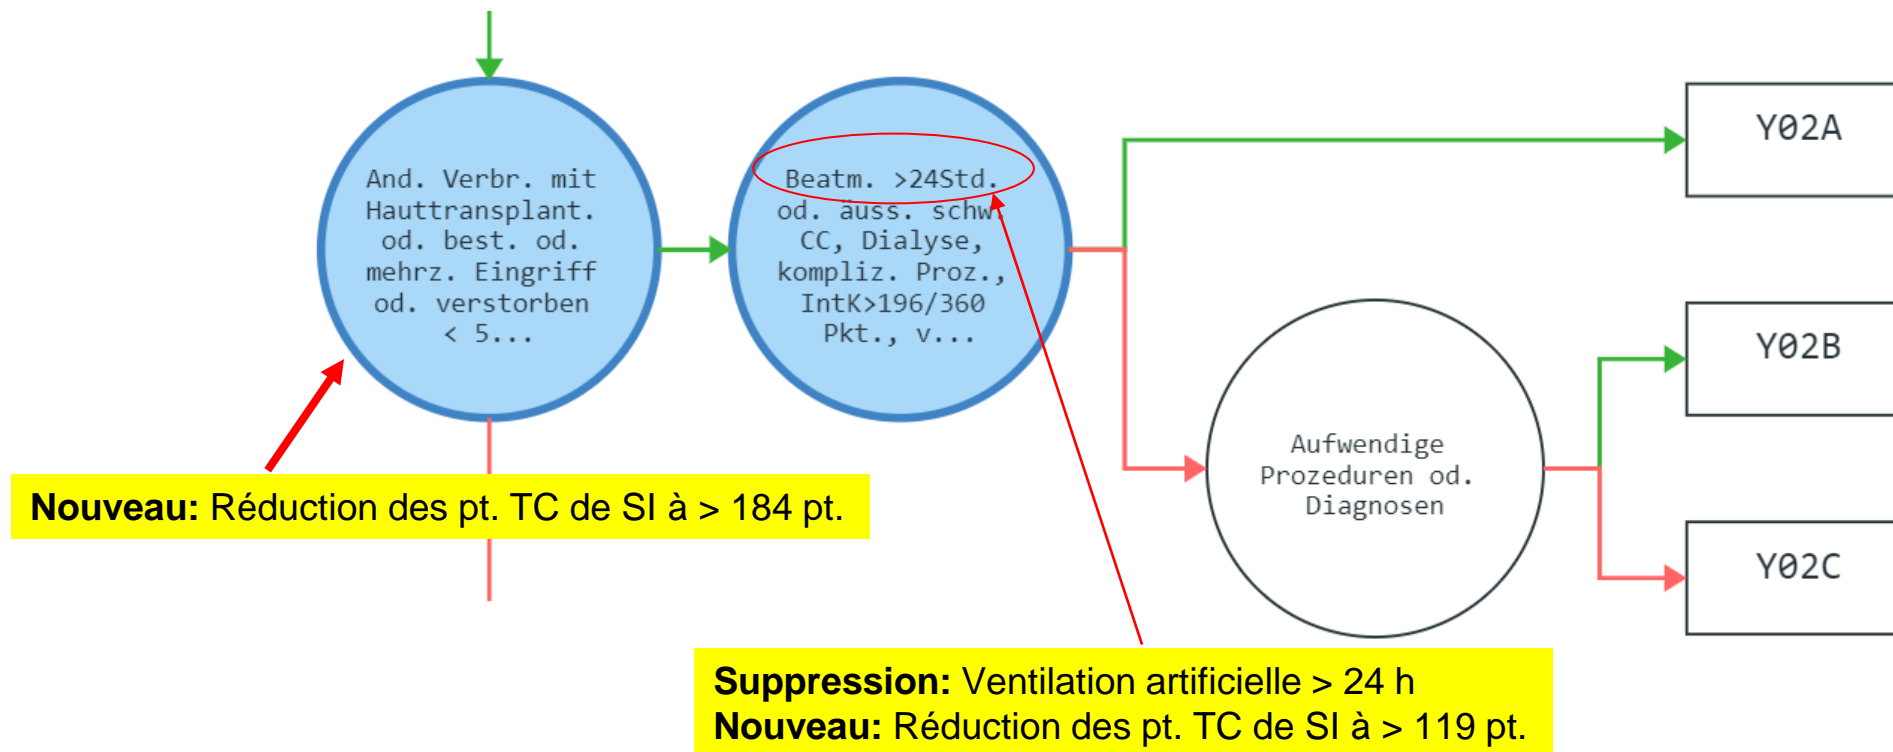 And. Verbr. mit
Hauttransplant.
od. best. od.
mehrz. Eingriff
od. verstorben
< 5...
Beatm. >24Std.
od. äuss. schw.
CC, Dialyse,
kompliz. Proz.,
IntK>196/360
Pkt., v...
Y02A
Y02B
Aufwendige
Prozeduren od.
Diagnosen
Y02C
Nouveau: Réduction des pt. TC de SI à > 184 pt.
Suppression: Ventilation artificielle > 24 h
Nouveau: Réduction des pt. TC de SI à > 119 pt.